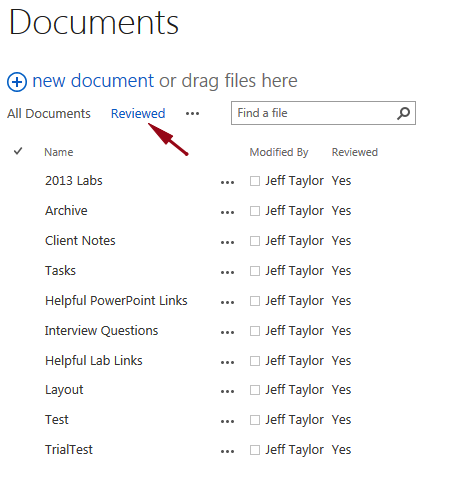 Documents
new document or drag files here
All Documents Reviewed ••• Find a file
Name Modified By Reviewed
2013 Labs ••• Jeff Taylor Yes
Archive ••• Jeff Taylor Yes
Client Notes ••• Jeff Taylor Yes
Tasks ••• Jeff Taylor Yes
Helpful PowerPoint Links ••• Jeff Taylor Yes
Interview Questions ••• Jeff Taylor Yes
Helpful Lab Links ••• Jeff Taylor Yes
Layout ••• Jeff Taylor Yes
Test ••• Jeff Taylor Yes
TrialTest ••• Jeff Taylor Yes